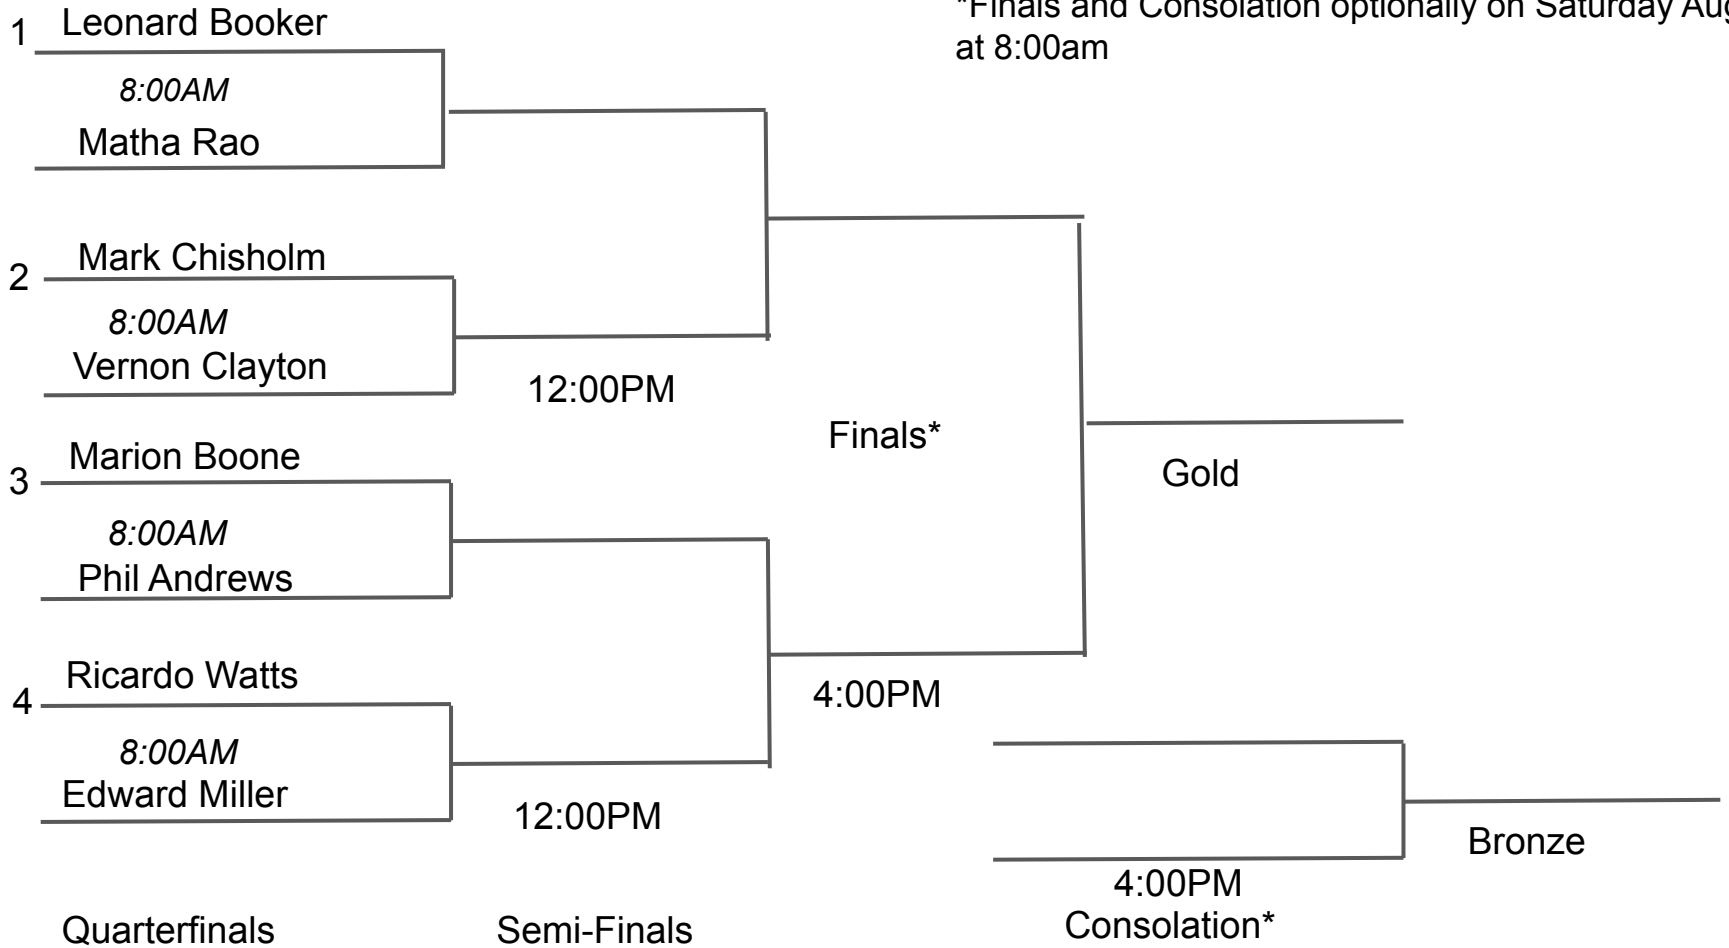 *Finals and Consolation optionally on Saturday
at 8:00am
1
Leonard Booker
8:00AM
Matha Rao
2
Mark Chisholm
8:00AM
Vernon Clayton
12:00PM
3
Marion Boone
8:00AM
Phil Andrews
4
Ricardo Watts
8:00AM
Edward Miller
12:00PM
Finals*
4:00PM
Gold
Bronze
4:00PM
Consolation*
Quarterfinals
Semi-Finals